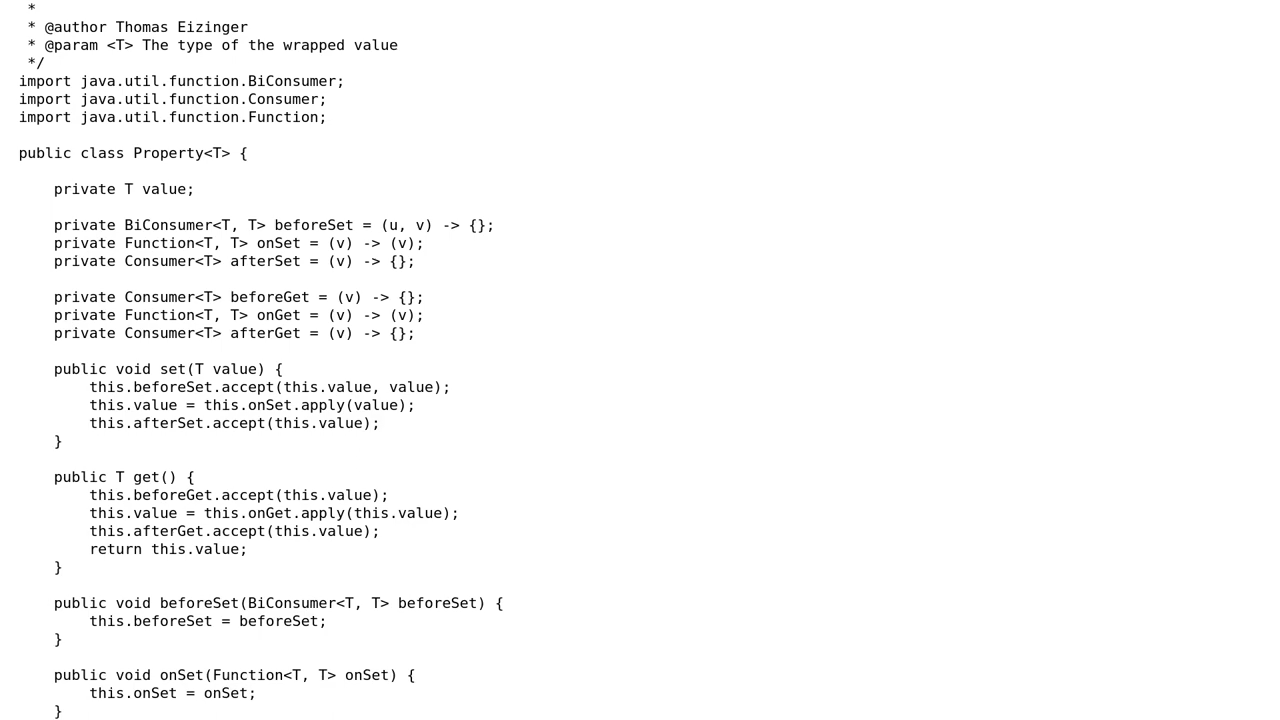 *
 * @author Thomas Eizinger
 * @param <T> The type of the wrapped value
 */
import java.util.function.BiConsumer;
import java.util.function.Consumer;
import java.util.function.Function;

public class Property<T> {

    private T value;

    private BiConsumer<T, T> beforeSet = (u, v) -> {};
    private Function<T, T> onSet = (v) -> (v);
    private Consumer<T> afterSet = (v) -> {};

    private Consumer<T> beforeGet = (v) -> {};
    private Function<T, T> onGet = (v) -> (v);
    private Consumer<T> afterGet = (v) -> {};

    public void set(T value) {
        this.beforeSet.accept(this.value, value);
        this.value = this.onSet.apply(value);
        this.afterSet.accept(this.value);
    }

    public T get() {
        this.beforeGet.accept(this.value);
        this.value = this.onGet.apply(this.value);
        this.afterGet.accept(this.value);
        return this.value;
    }

    public void beforeSet(BiConsumer<T, T> beforeSet) {
        this.beforeSet = beforeSet;
    }

    public void onSet(Function<T, T> onSet) {
        this.onSet = onSet;
    }